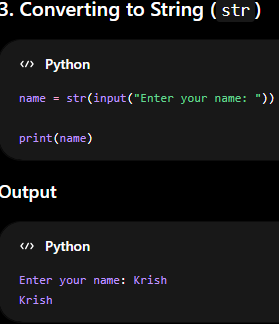 3. Converting to String (str)
</> Python
name = str(input("Enter your name: "))
print(name)
Output
</> Python
Enter your name: Krish
Krish